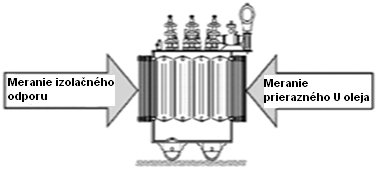 Meranie izolačného
odporu
Meranie
prierazného U oleja